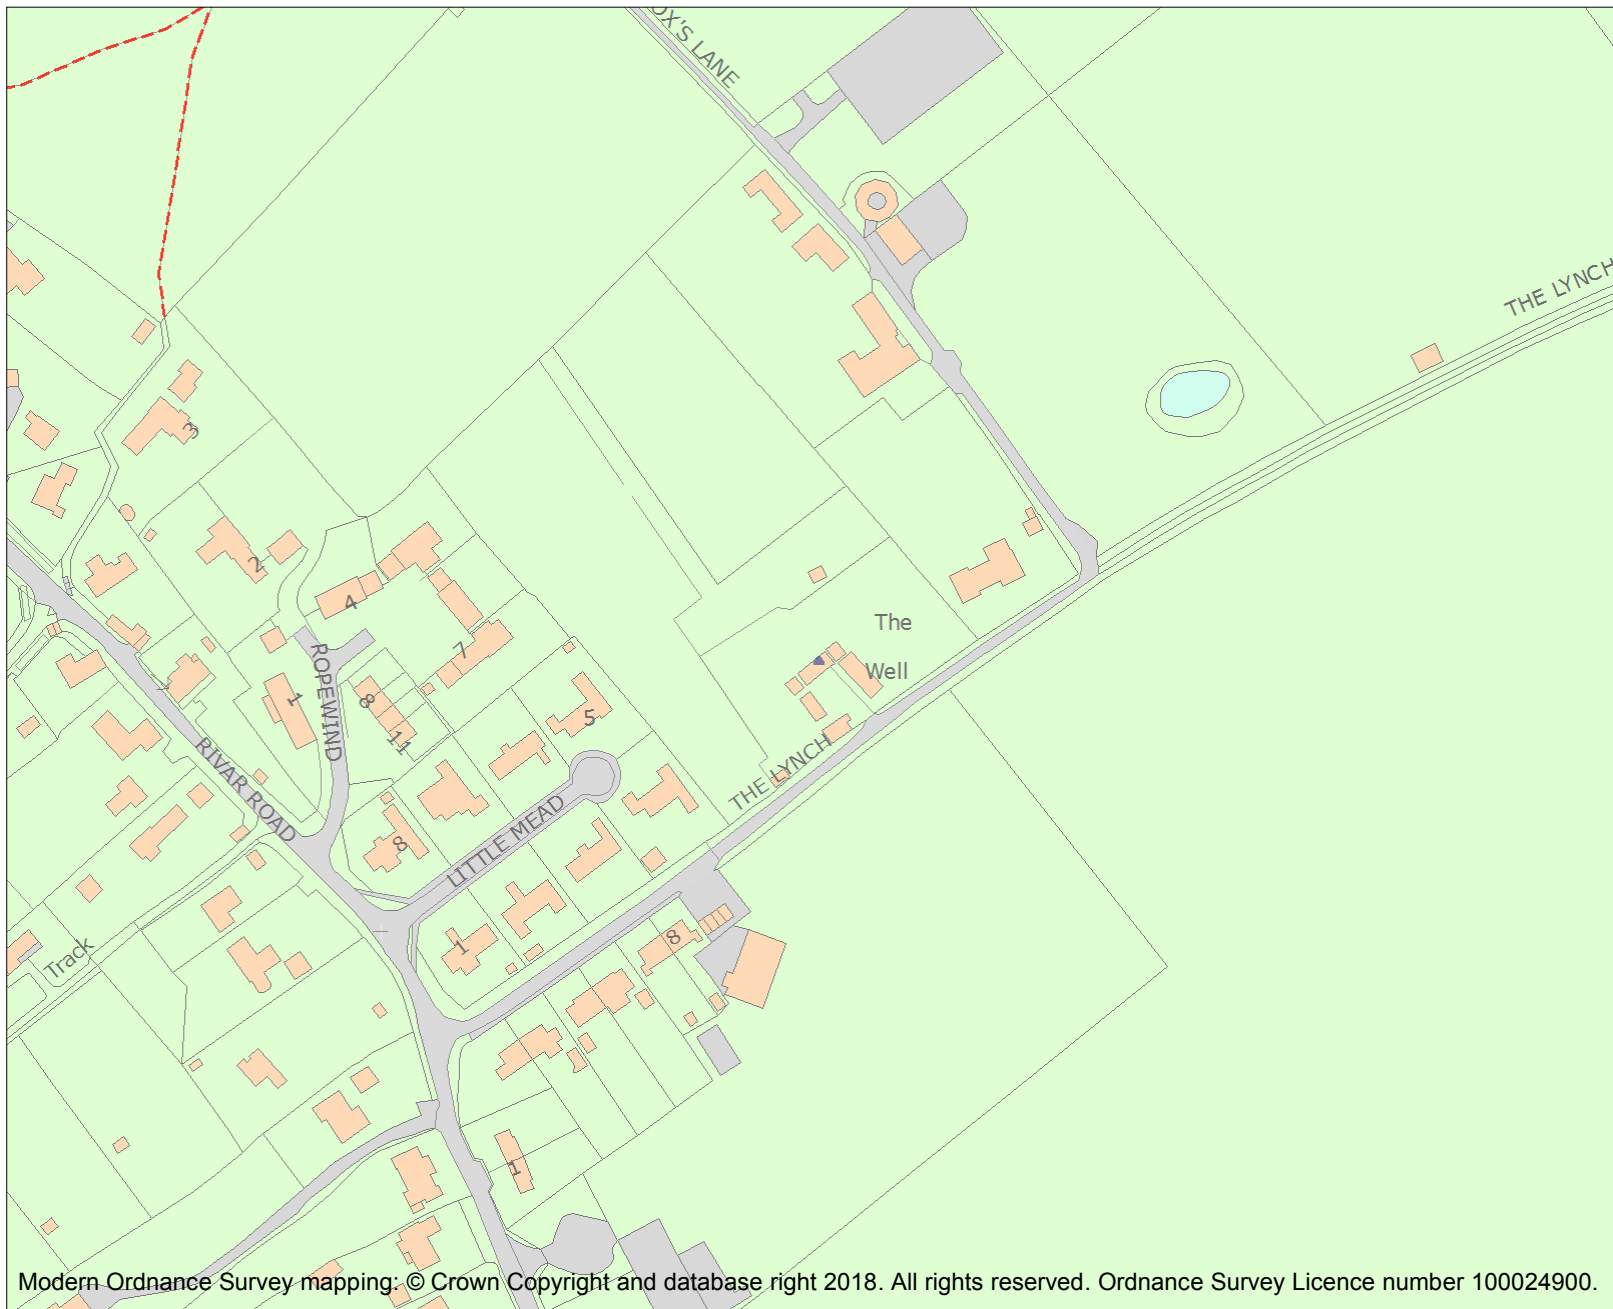 OX'S LANE
THE LYNCH
3
2
4
The
7
Well
ROPEWIND
1
8
5
11
RIVAR ROAD
THE LYNCH
LITTLE MEAD
8
1
8
Track
1
Modern Ordnance Survey mapping: © Crown Copyright and database right 2018. All rights reserved. Ordnance Survey Licence number 100024900.